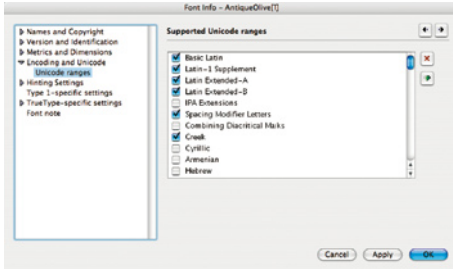 Font Info – AntiqueOlive[T]
Names and Copyright
Version and Identification
Metrics and Dimensions
Encoding and Unicode
Unicode ranges
Hinting Settings
Type 1-specific settings
TrueType-specific settings
Font note
Supported Unicode ranges
Basic Latin
Latin-1 Supplement
Latin Extended-A
Latin Extended-B
IPA Extensions
Spacing Modifier Letters
Combining Diacritical Marks
Greek
Cyrillic
Armenian
Hebrew
Cancel Apply OK